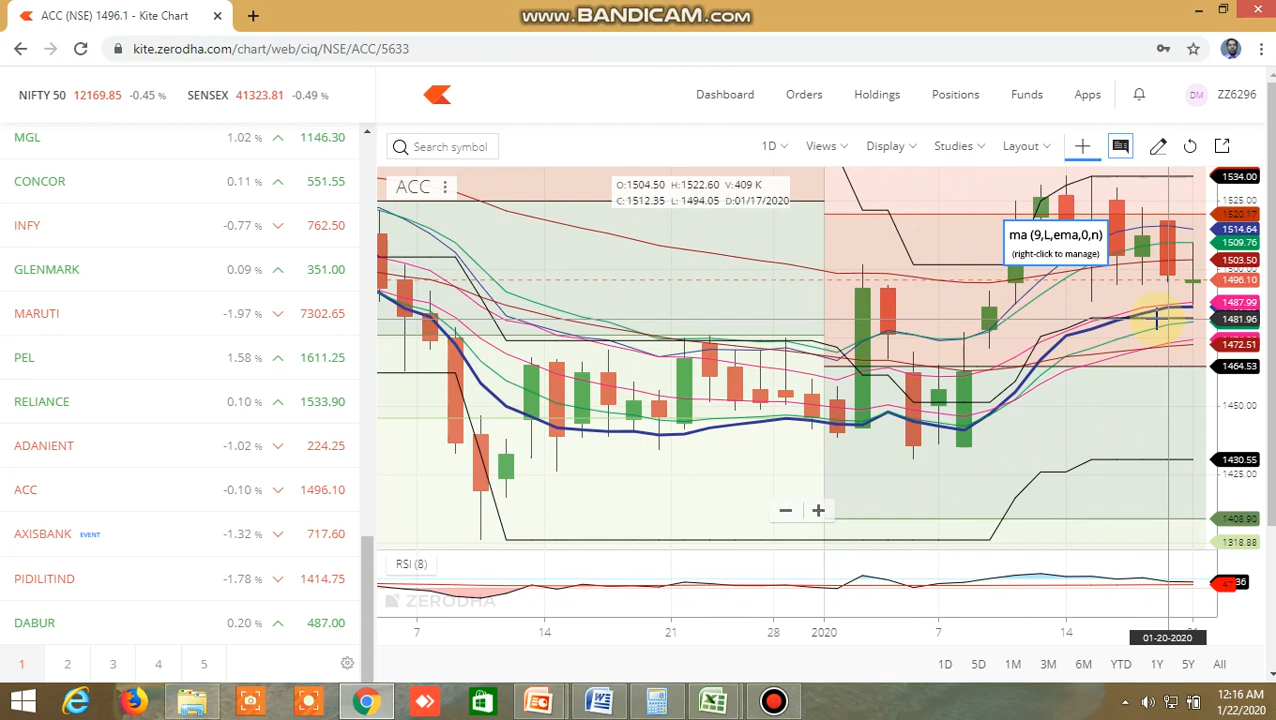 ACC (NSE) 1496.1 - Kite Chart
www.BANDICAM.com
kite.zerodha.com/chart/web/ciq/NSE/ACC/5633
NIFTY 50 12169.85 -0.45 % SENSEX 41323.81 -0.49 %
Dashboard Orders Holdings Positions Funds Apps DM ZZ6296
MGL 1.02 % 1146.30
CONCOR 0.11 % 551.55
INFY -0.77 % 762.50
GLENMARK 0.09 % 351.00
MARUTI -1.97 % 7302.65
PEL 1.58 % 1611.25
RELIANCE 0.10 % 1533.90
ADANIENT -1.02 % 224.25
ACC -0.10 % 1496.10
AXISBANK EVENT -1.32 % 717.60
PIDILITIND -1.78 % 1414.75
DABUR 0.20 % 487.00
1 2 3 4 5
Search symbol 1D Views Display Studies Layout
ACC
O:1504.50 H:1522.60 V:409 K
C:1512.35 L: 1494.05 D:01/17/2020
ma (9,L,ema,0,n)
(right-click to manage)
1534.00
1525.00
1520.17
1514.64
1509.76
1503.50
1496.10
1487.99
1481.96
1472.51
1464.53
1450.00
1430.55
1425.00
1408.90
1318.88
RSI (8)
ZERODHA
7 14 21 28 2020 7 14
01-20-2020
1D 5D 1M 3M 6M YTD 1Y 5Y All
12:16 AM
1/22/2020